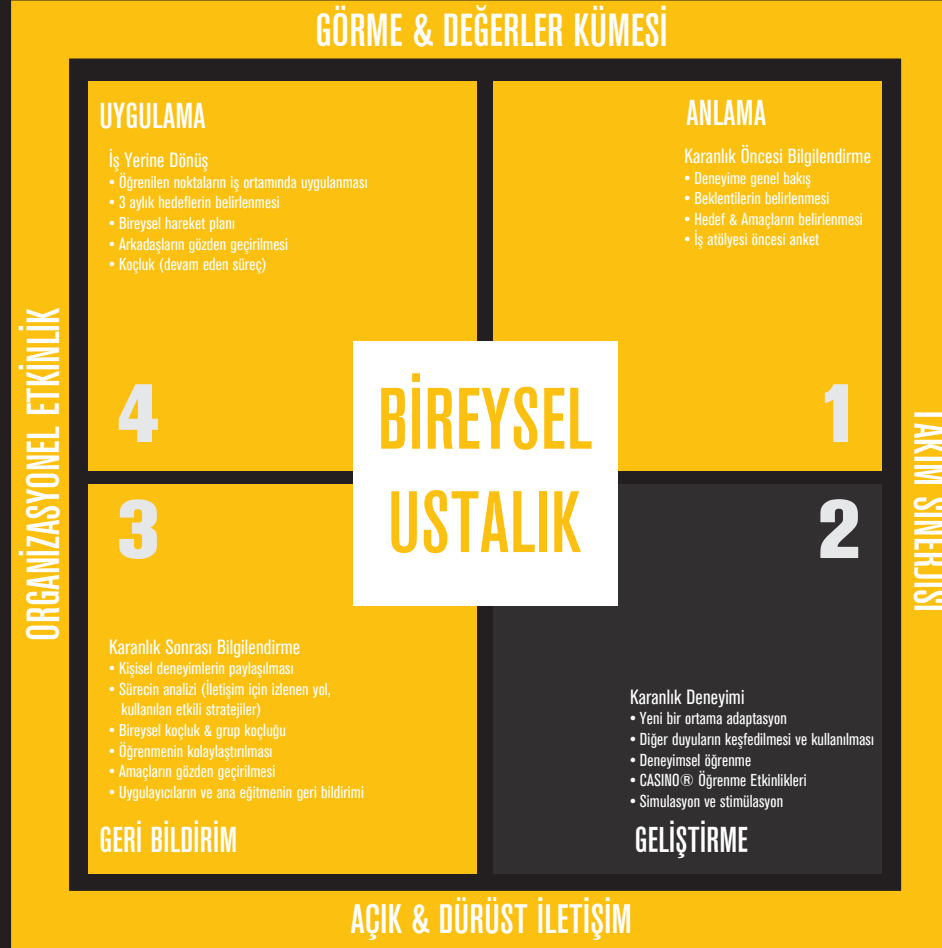 GÖRME & DEĞERLER KÜMESİ
UYGULAMA
İş Yerine Dönüş
• Öğrenilen noktaların iş ortamında uygulanması
• 3 aylık hedeflerin belirlenmesi
• Bireysel hareket planı
• Arkadaşların gözden geçirilmesi
• Koçluk (devam eden süreç)
4
ANLAMA
Karanlık Öncesi Bilgilendirme
• Deneyime genel bakış
• Beklentilerin belirlenmesi
• Hedef & Amaçların belirlenmesi
• İş atölyesi öncesi anket
1
BİREYSEL
USTALIK
ORGANİZASYONEL ETKİNLİK
TAKIM SİNERJİSİ
3
Karanlık Sonrası Bilgilendirme
• Kişisel deneyimlerin paylaşılması
• Sürecin analizi (İletişim için izlenen yol,
kullanılan etkili stratejiler)
• Bireysel koçluk & grup koçluğu
• Öğrenmenin kolaylaştırılması
• Amaçların gözden geçirilmesi
• Uygulayıcıların ve ana eğitmenin geri bildirimi
GERİ BİLDİRİM
2
Karanlık Deneyimi
• Yeni bir ortama adaptasyon
• Diğer duyuların keşfedilmesi ve kullanılması
• Deneyimsel öğrenme
• CASINO® Öğrenme Etkinlikleri
• Simulasyon ve stimülasyon
GELİŞTİRME
AÇIK & DÜRÜST İLETİŞİM